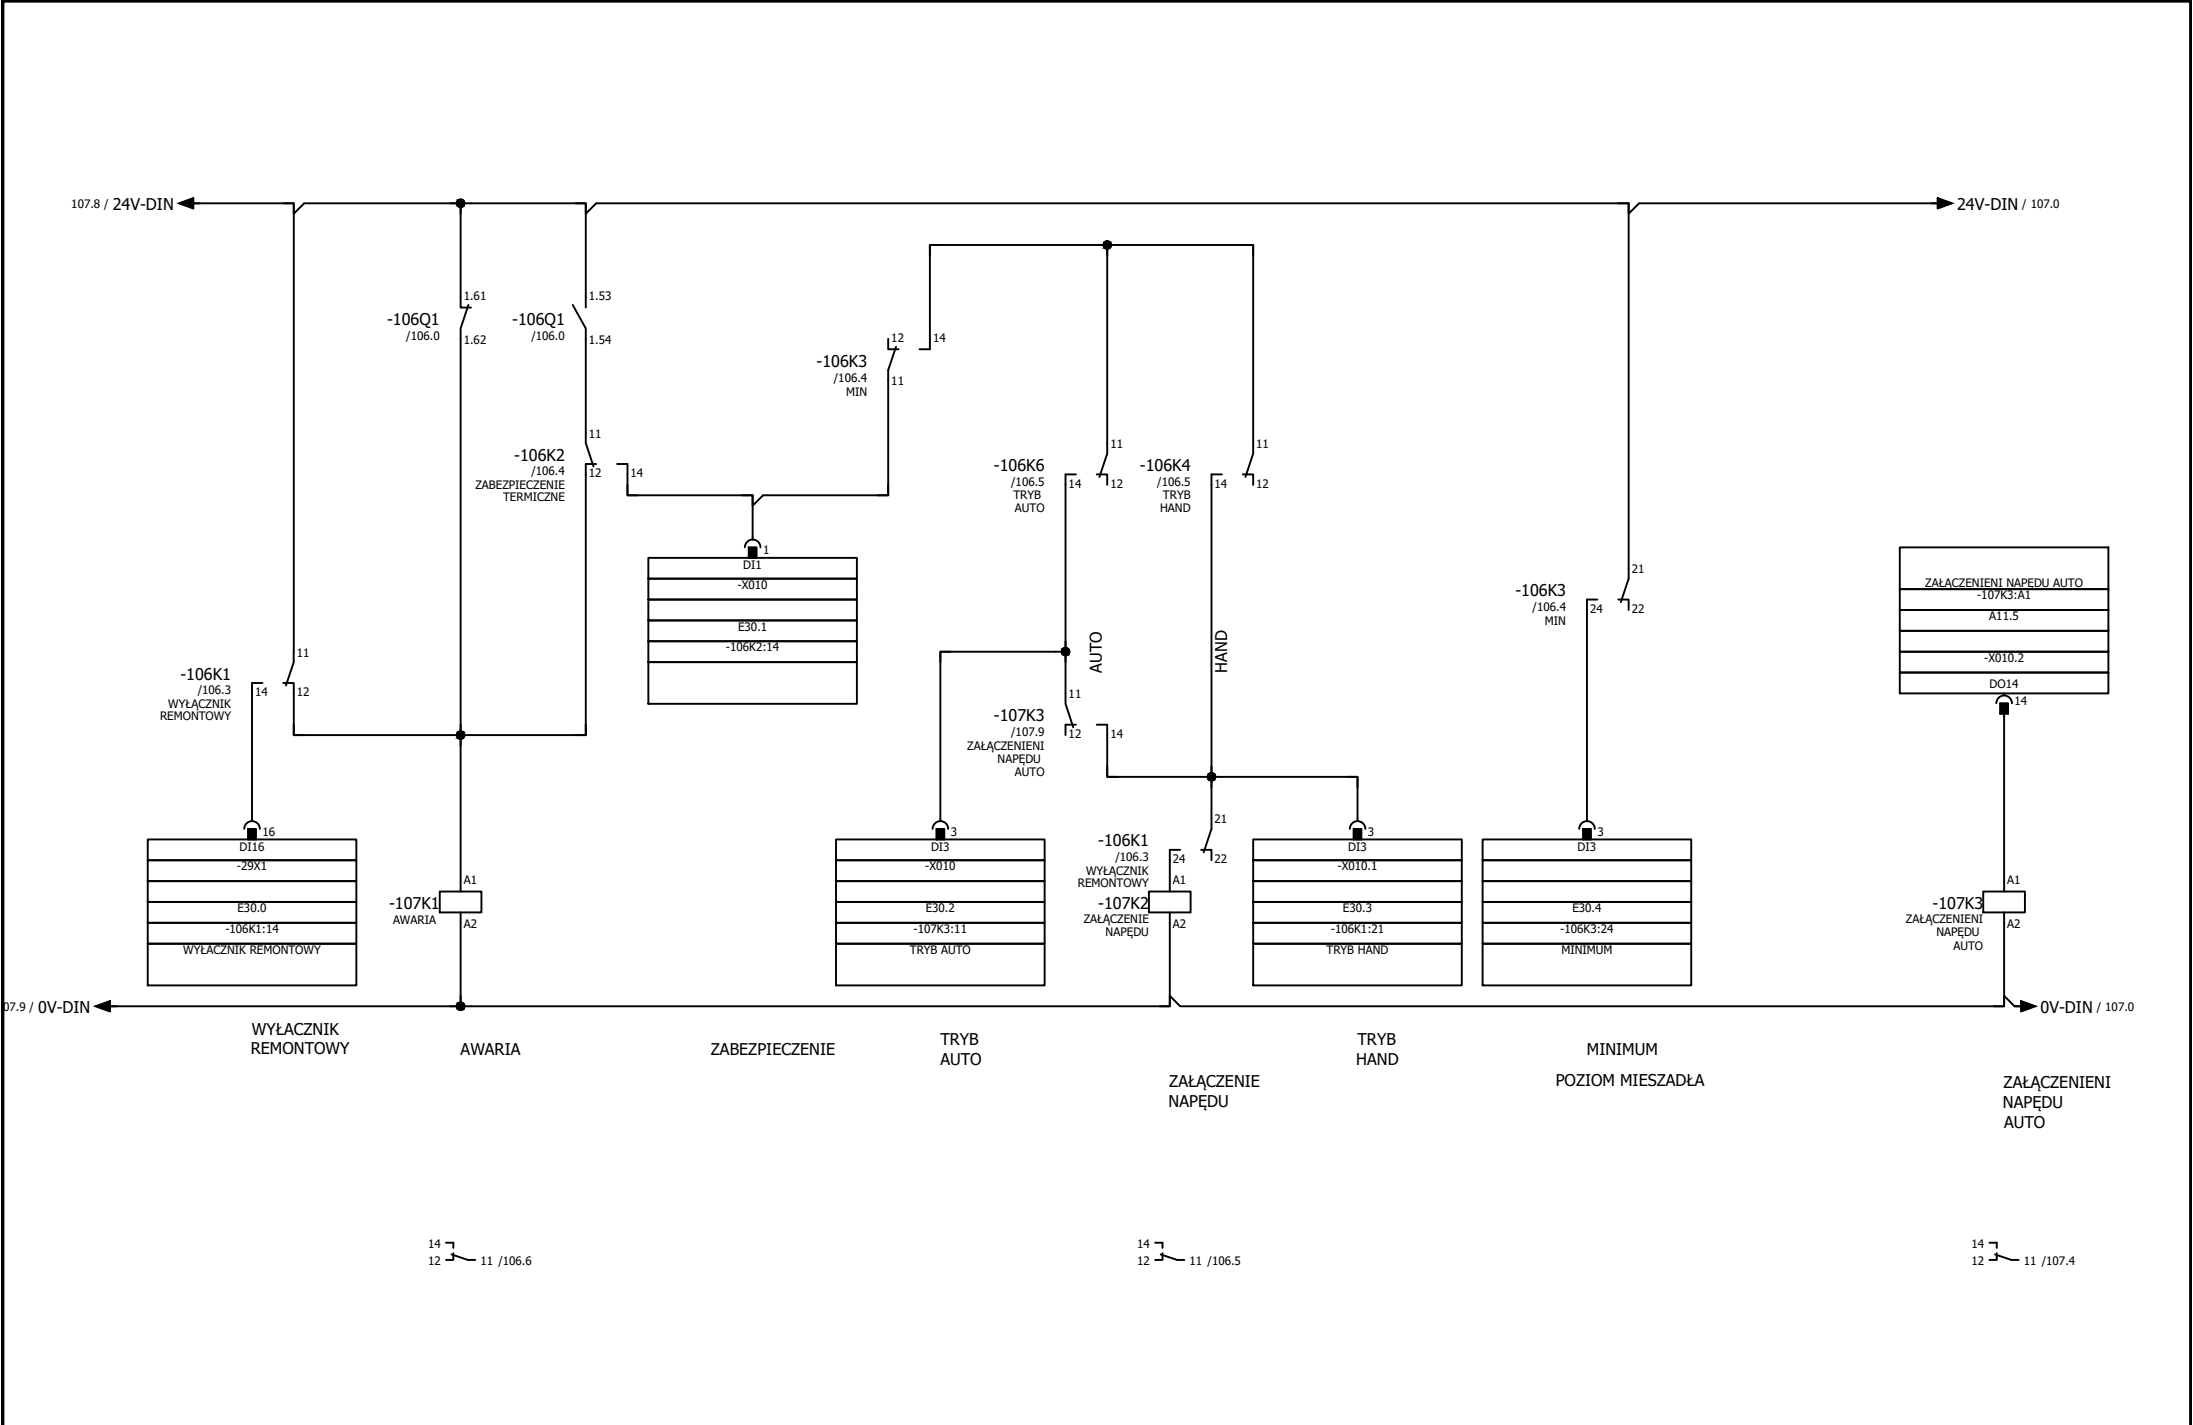 107.8 / 24V-DIN
24V-DIN / 107.0
1.61
-106Q1
/106.0
1.62
1.53
-106Q1
/106.0
1.54
12
14
-106K3
/106.4
MIN
11
11
-106K2
/106.4
12
14
ZABEZPIECZENIE
TERMICZNE
11
-106K6
/106.5
14
12
TRYB
AUTO
11
-106K4
/106.5
14
12
TRYB
HAND
1
DI1
-X010
E30.1
-106K2:14
21
-106K3
/106.4
24
22
MIN
ZAŁĄCZENIENI NAPĘDU AUTO
-107K3:A1
A11.5
-X010.2
DO14
14
11
-106K1
/106.3
14
12
WYŁĄCZNIK
REMONTOWY
AUTO
HAND
11
-107K3
/107.9
12
14
ZAŁĄCZENIENI
NAPĘDU
AUTO
16
DI16
-29X1
E30.0
-106K1:14
WYŁĄCZNIK REMONTOWY
A1
-107K1
AWARIA
A2
3
DI3
-X010
E30.2
-107K3:11
TRYB AUTO
21
-106K1
/106.3
24
22
WYŁĄCZNIK
REMONTOWY
A1
-107K2
ZAŁĄCZENIE
NAPĘDU
A2
3
DI3
-X010.1
E30.3
-106K1:21
TRYB HAND
3
DI3
E30.4
-106K3:24
MINIMUM
A1
-107K3
ZAŁĄCZENIENI
NAPĘDU
AUTO
A2
07.9 / 0V-DIN
0V-DIN / 107.0
WYŁACZNIK
REMONTOWY
AWARIA
ZABEZPIECZENIE
TRYB
AUTO
ZAŁĄCZENIE
NAPĘDU
TRYB
HAND
MINIMUM
POZIOM MIESZADŁA
ZAŁĄCZENIENI
NAPĘDU
AUTO
14
12 11 /106.6
14
12 11 /106.5
14
12 11 /107.4